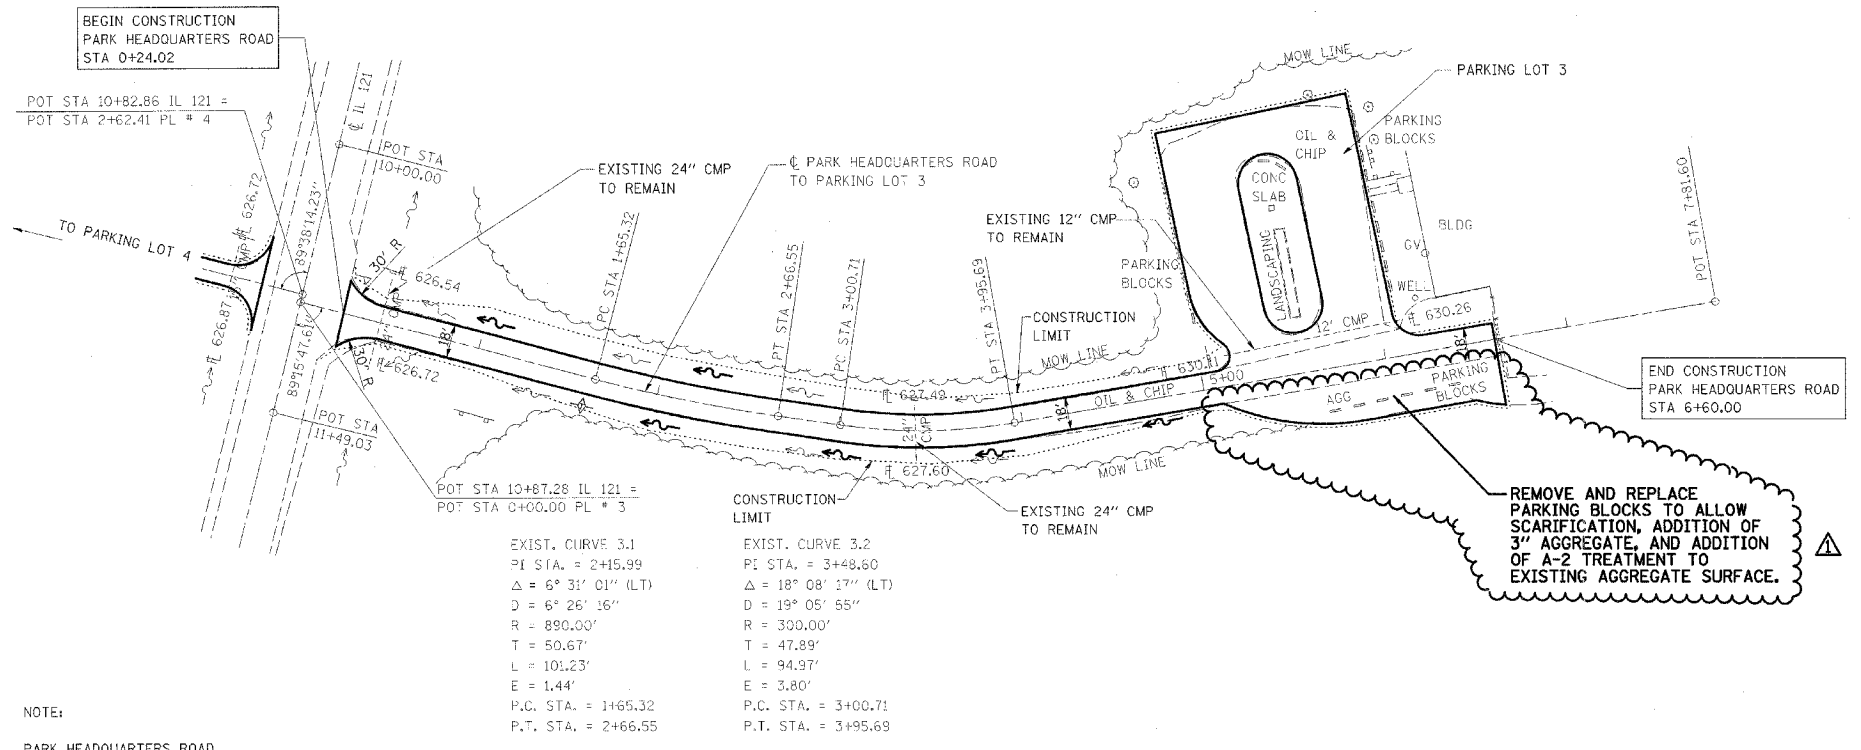 BEGIN CONSTRUCTION
PARK HEADQUARTERS ROAD
STA 0+24.02
POT STA 10+82.86 IL 121 =
POT STA 2+62.41 PL # 4
℄ IL 121
POT STA
10+00.00
EXISTING 24" CMP
TO REMAIN
℄ PARK HEADQUARTERS ROAD
TO PARKING LOT 3
MOW LINE
PARKING LOT 3
PARKING
BLOCKS
OIL &
CHIP
CONC
SLAB
LANDSCAPING
BLDG
GV
WELL
POT STA 7+81.60
TO PARKING LOT 4
626.72
89°38'14.23"
30' R
626.54
PC STA 1+65.32
PT STA 2+66.55
PC STA 3+00.71
PT STA 3+95.69
EXISTING 12" CMP
TO REMAIN
PARKING
BLOCKS
CONSTRUCTION
LIMIT
MOW LINE
12" CMP
630.26
626.87
89°15'47.61"
30' R
626.72
18'
627.49
24"
CMP
18'
OIL & CHIP
5+00
18'
AGG
PARKING
BLOCKS
END CONSTRUCTION
PARK HEADQUARTERS ROAD
STA 6+60.00
POT STA
11+49.03
627.60
MOW LINE
POT STA 10+87.28 IL 121 =
POT STA 0+00.00 PL # 3
CONSTRUCTION
LIMIT
EXISTING 24" CMP
TO REMAIN
REMOVE AND REPLACE
PARKING BLOCKS TO ALLOW
SCARIFICATION, ADDITION OF
3" AGGREGATE, AND ADDITION
OF A-2 TREATMENT TO
EXISTING AGGREGATE SURFACE.
1
EXIST. CURVE 3.1
PI STA. = 2+15.99
Δ = 6° 31' 01" (LT)
D = 6° 26' 16"
R = 890.00'
T = 50.67'
L = 101.23'
E = 1.44'
P.C. STA. = 1+65.32
P.T. STA. = 2+66.55
EXIST. CURVE 3.2
PI STA. = 3+48.60
Δ = 18° 08' 17" (LT)
D = 19° 05' 55"
R = 300.00'
T = 47.89'
L = 94.97'
E = 3.80'
P.C. STA. = 3+00.71
P.T. STA. = 3+95.69
NOTE:
PARK HEADQUARTERS ROAD